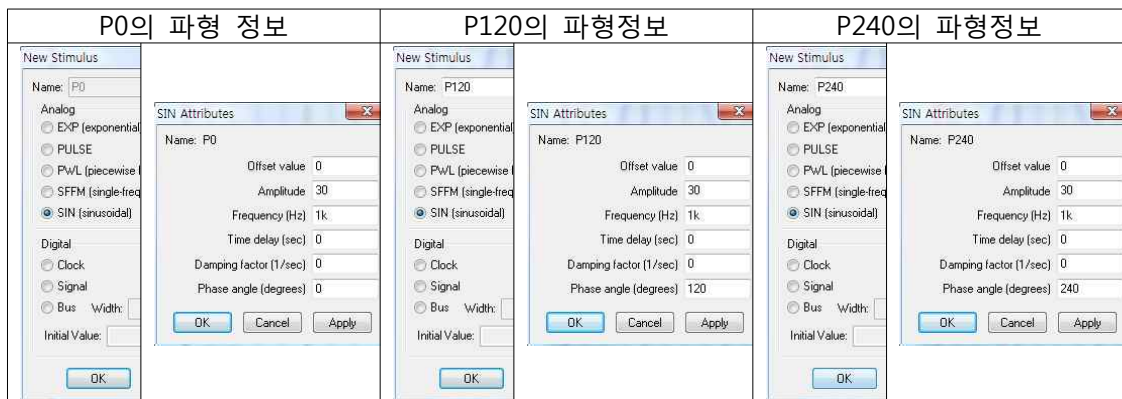 P0의 파형 정보
P120의 파형정보
P240의 파형정보
New Stimulus
Name: P0
Analog
EXP (exponential
PULSE
PWL (piecewise l
SFFM (single-freq
SIN (sinusoidal)
Digital
Clock
Signal
Bus Width:
Initial Value:
OK
SIN Attributes
Name: P0
Offset value 0
Amplitude 30
Frequency (Hz) 1k
Time delay (sec) 0
Damping factor (1/sec) 0
Phase angle (degrees) 0
OK Cancel Apply
New Stimulus
Name: P120
Analog
EXP (exponential
PULSE
PWL (piecewise l
SFFM (single-freq
SIN (sinusoidal)
Digital
Clock
Signal
Bus Width:
Initial Value:
OK
SIN Attributes
Name: P120
Offset value 0
Amplitude 30
Frequency (Hz) 1k
Time delay (sec) 0
Damping factor (1/sec) 0
Phase angle (degrees) 120
OK Cancel Apply
New Stimulus
Name: P240
Analog
EXP (exponential
PULSE
PWL (piecewise l
SFFM (single-freq
SIN (sinusoidal)
Digital
Clock
Signal
Bus Width:
Initial Value:
OK
SIN Attributes
Name: P240
Offset value 0
Amplitude 30
Frequency (Hz) 1k
Time delay (sec) 0
Damping factor (1/sec) 0
Phase angle (degrees) 240
OK Cancel Apply